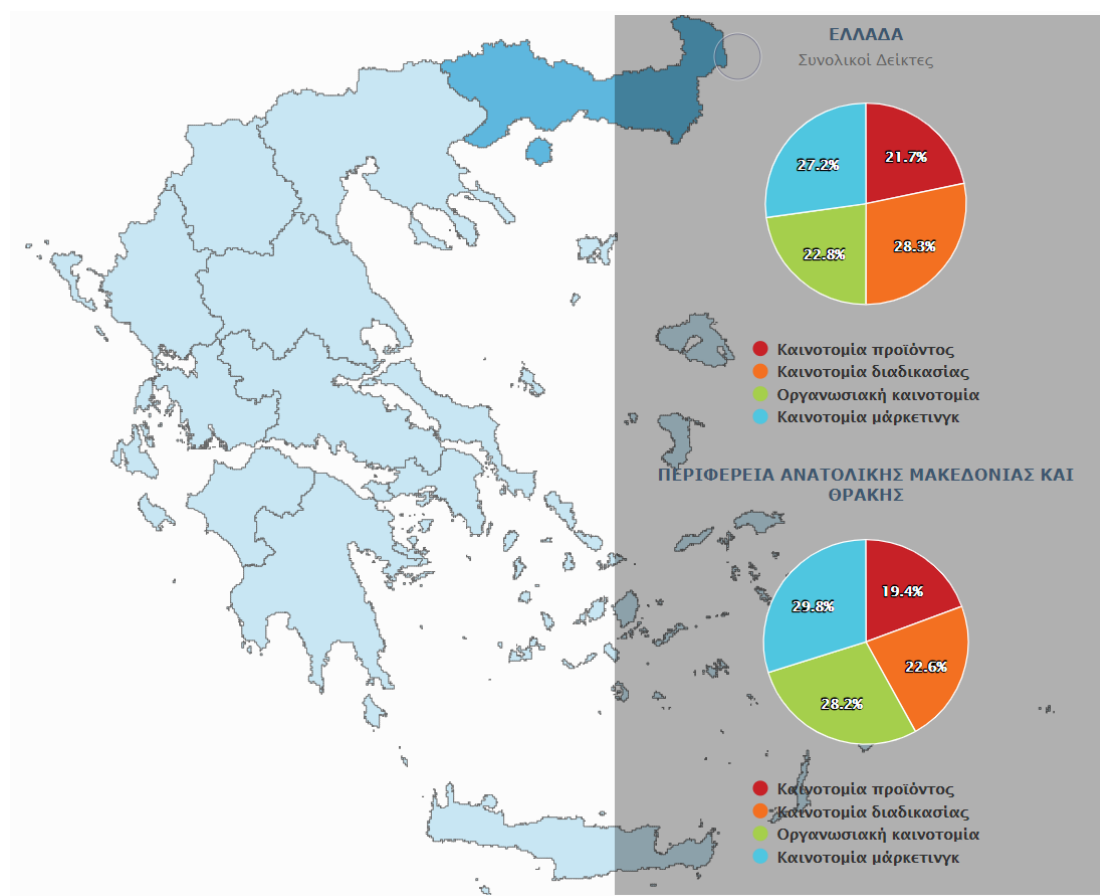 ΕΛΛΑΔΑ
Συνολικοί Δείκτες
27.2%
21.7%
22.8%
28.3%
Καινοτομία προϊόντος
Καινοτομία διαδικασίας
Οργανωσιακή καινοτομία
Καινοτομία μάρκετινγκ
ΠΕΡΙΦΕΡΕΙΑ ΑΝΑΤΟΛΙΚΗΣ ΜΑΚΕΔΟΝΙΑΣ ΚΑΙ
ΘΡΑΚΗΣ
29.8%
19.4%
22.6%
28.2%
Καινοτομία προϊόντος
Καινοτομία διαδικασίας
Οργανωσιακή καινοτομία
Καινοτομία μάρκετινγκ